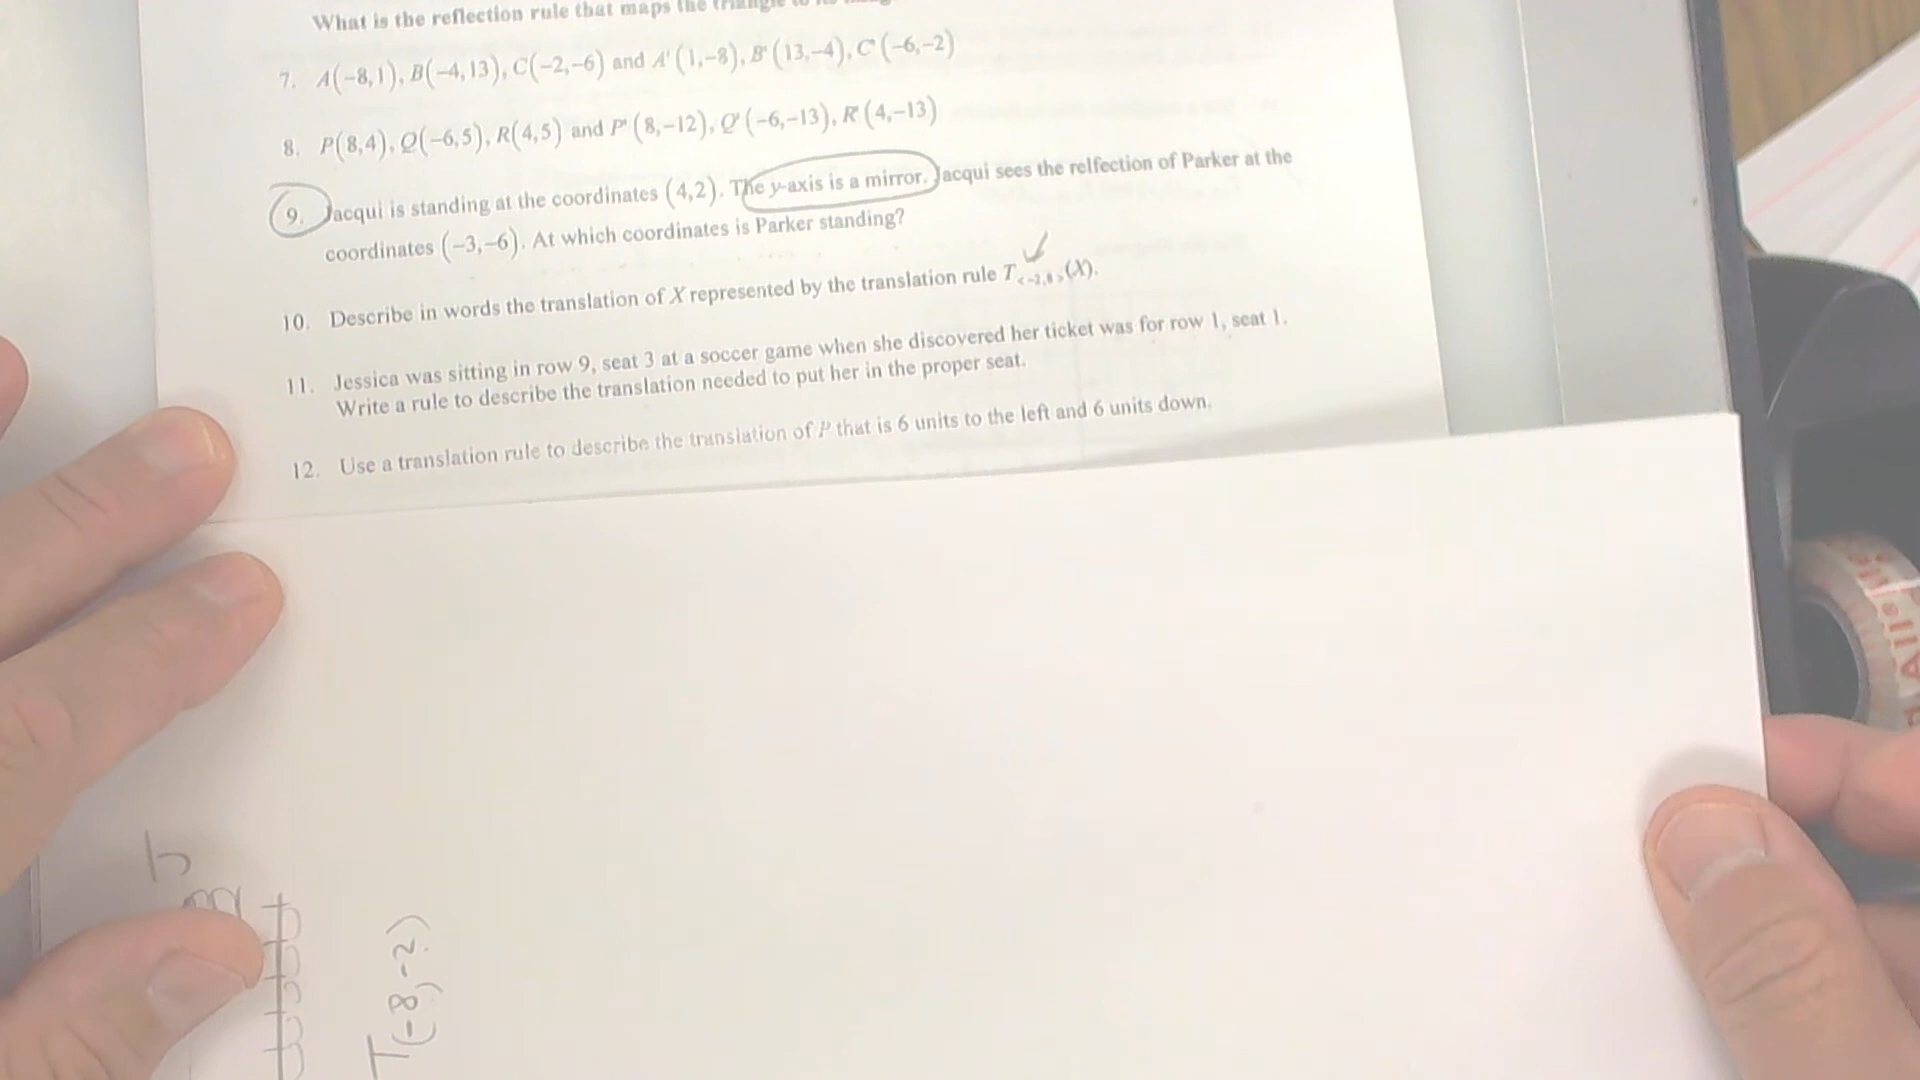 What is the reflection rule that maps the triangle to its
7. A(−8,1), B(−4,13), C(−2,−6) and A'(1,−8), B'(13,−4), C'(−6,−2)
8. P(8,4), Q(−6,5), R(4,5) and P'(8,−12), Q'(−6,−13), R'(4,−13)
9. Jacqui is standing at the coordinates (4,2). The y-axis is a mirror. Jacqui sees the relfection of Parker at the
coordinates (−3,−6). At which coordinates is Parker standing?
10. Describe in words the translation of X represented by the translation rule T<−2,8>(X).
11. Jessica was sitting in row 9, seat 3 at a soccer game when she discovered her ticket was for row 1, seat 1.
Write a rule to describe the translation needed to put her in the proper seat.
12. Use a translation rule to describe the translation of P that is 6 units to the left and 6 units down.
T(-8,-2)